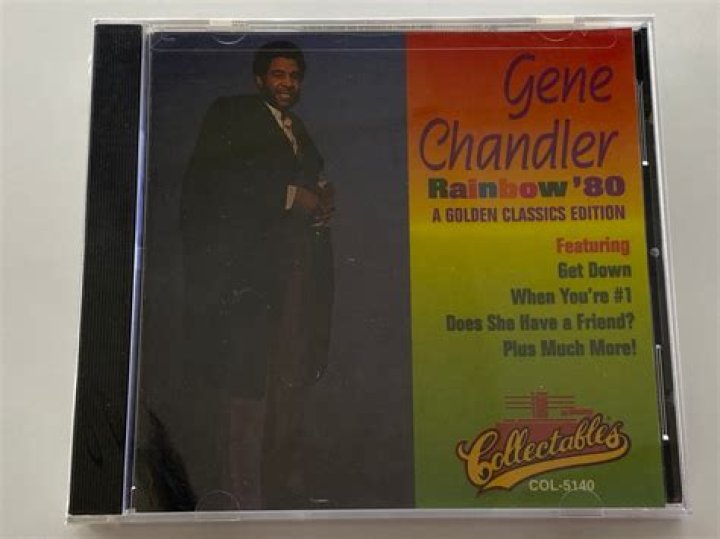 Gene
Chandler
Rainbow '80
A GOLDEN CLASSICS EDITION
Featuring
Get Down
When You're #1
Does She Have a Friend?
Plus Much More!
Collectables
COL-5140